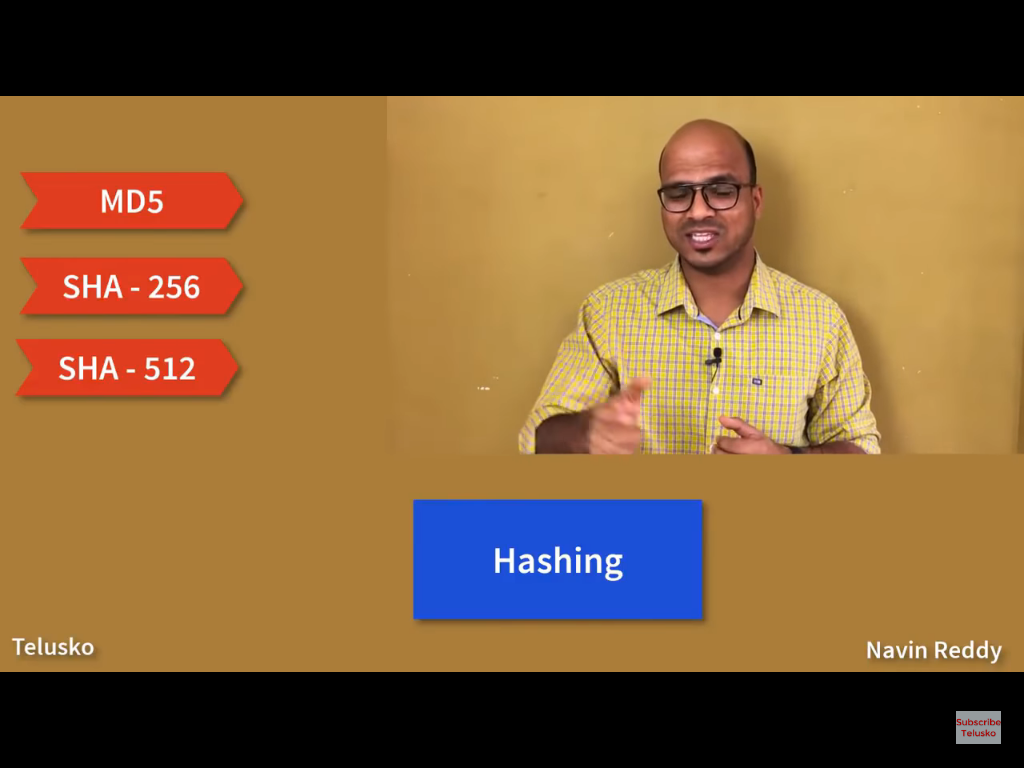 MD5
SHA - 256
SHA - 512
Hashing
Telusko
Navin Reddy
Subscribe
Telusko